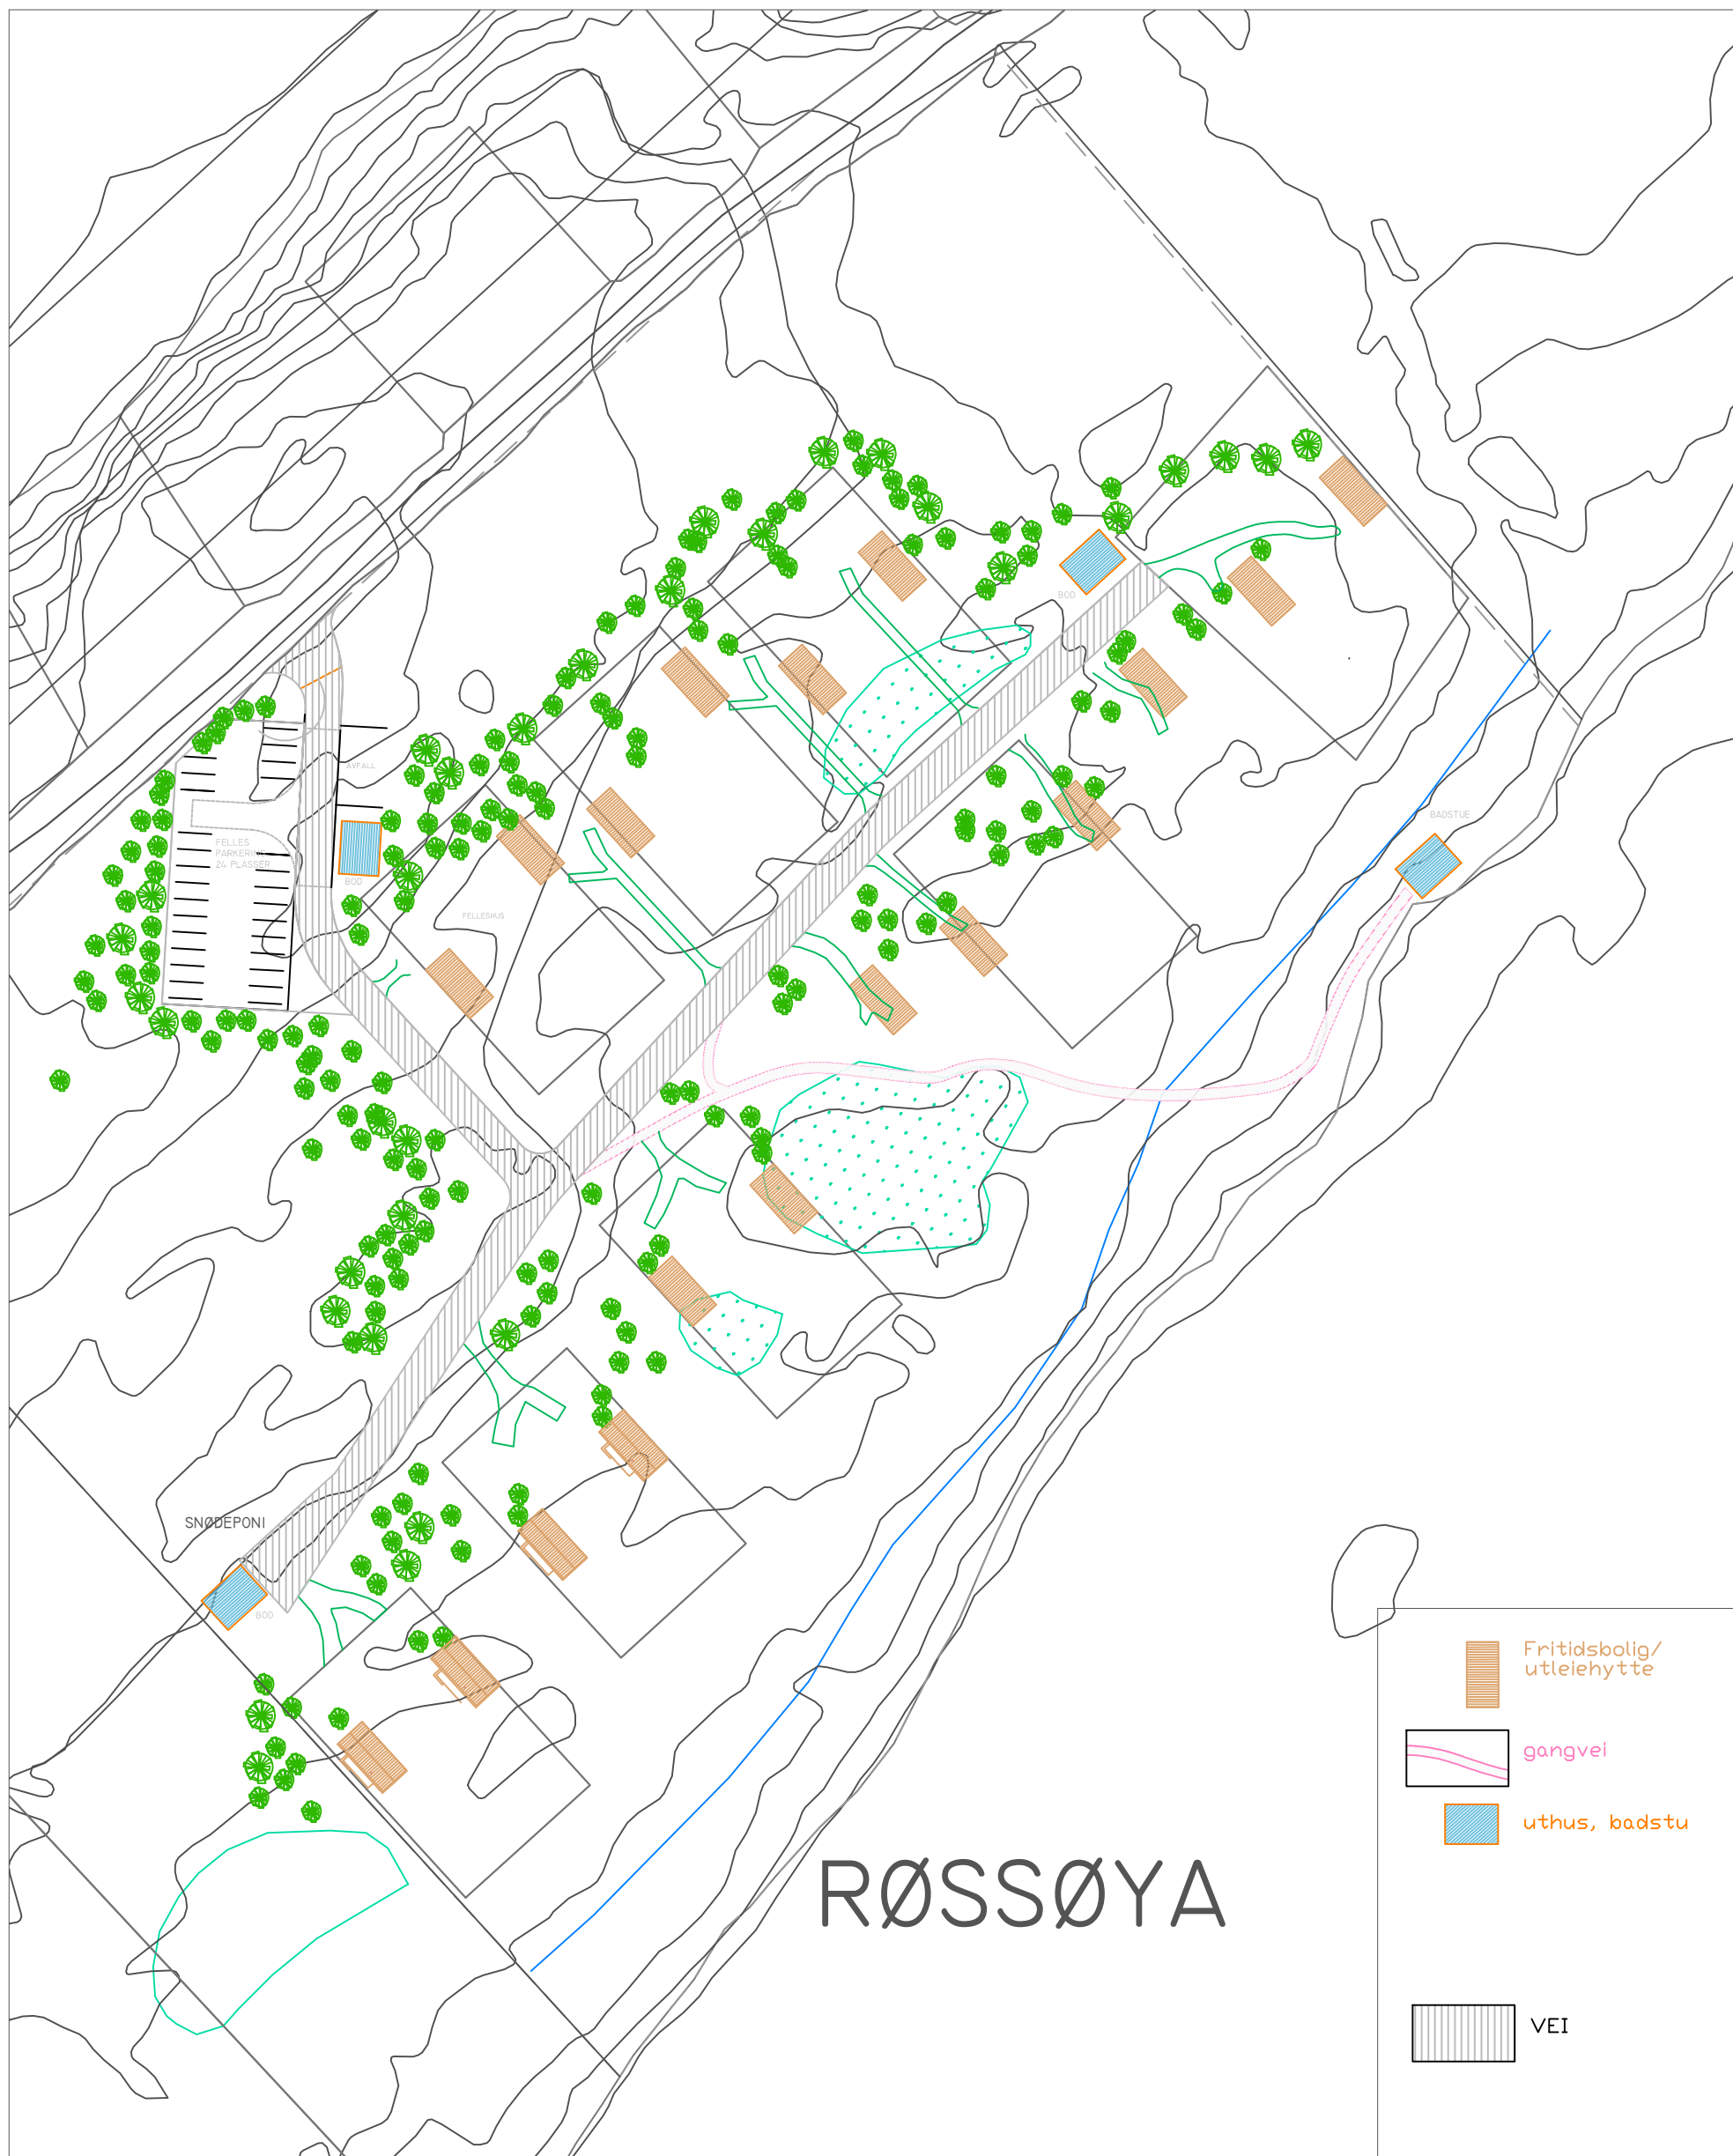 BOD
AVFALL
BADSTUE
FELLES
PARKERING
24 PLASSER
BOD
FELLESHUS
SNØDEPONI
BOD
Fritidsbolig/
utleiehytte
gangvei
uthus, badstu
RØSSØYA
VEI